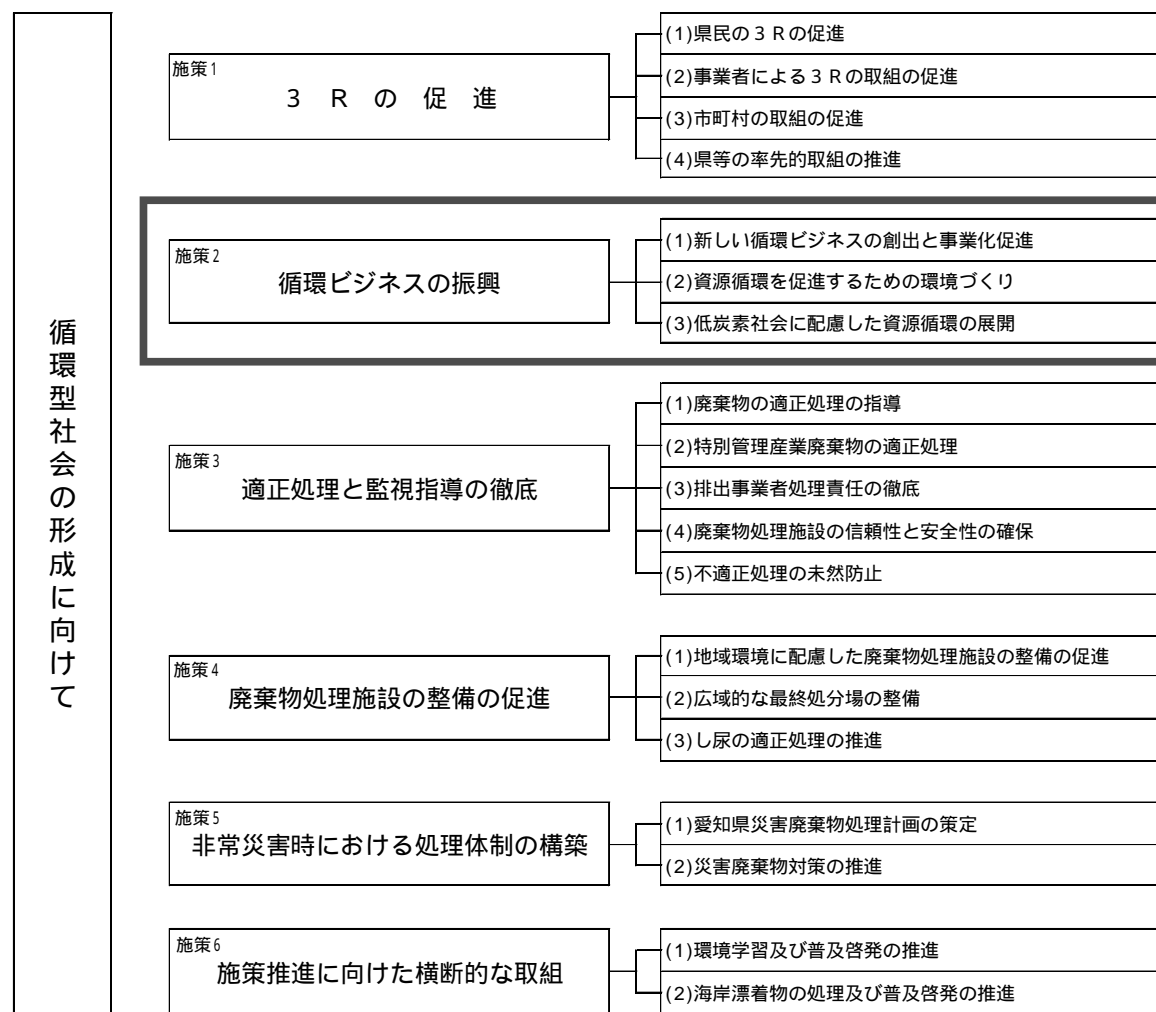 循環型社会の形成に向けて
施策1
3 R の 促 進
(1)県民の3Rの促進
(2)事業者による3Rの取組の促進
(3)市町村の取組の促進
(4)県等の率先的取組の推進
施策2
循環ビジネスの振興
(1)新しい循環ビジネスの創出と事業化促進
(2)資源循環を促進するための環境づくり
(3)低炭素社会に配慮した資源循環の展開
施策3
適正処理と監視指導の徹底
(1)廃棄物の適正処理の指導
(2)特別管理産業廃棄物の適正処理
(3)排出事業者処理責任の徹底
(4)廃棄物処理施設の信頼性と安全性の確保
(5)不適正処理の未然防止
施策4
廃棄物処理施設の整備の促進
(1)地域環境に配慮した廃棄物処理施設の整備の促進
(2)広域的な最終処分場の整備
(3)し尿の適正処理の推進
施策5
非常災害時における処理体制の構築
(1)愛知県災害廃棄物処理計画の策定
(2)災害廃棄物対策の推進
施策6
施策推進に向けた横断的な取組
(1)環境学習及び普及啓発の推進
(2)海岸漂着物の処理及び普及啓発の推進